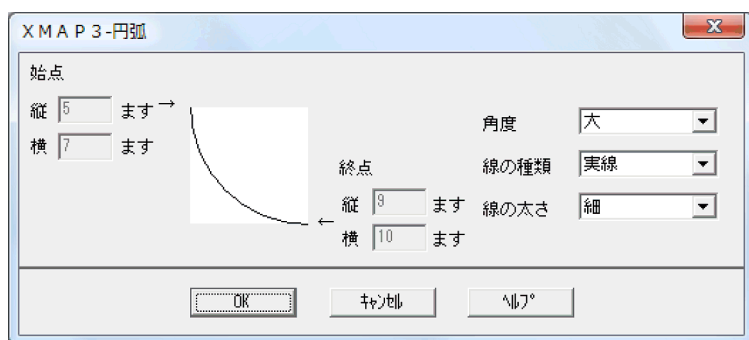 XMAP3-円弧
始点
縦 5 ます→
横 7 ます
終点
縦 9 ます
← 横 10 ます
角度 大
線の種類 実線
線の太さ 細
OK ｷｬﾝｾﾙ ﾍﾙﾌﾟ